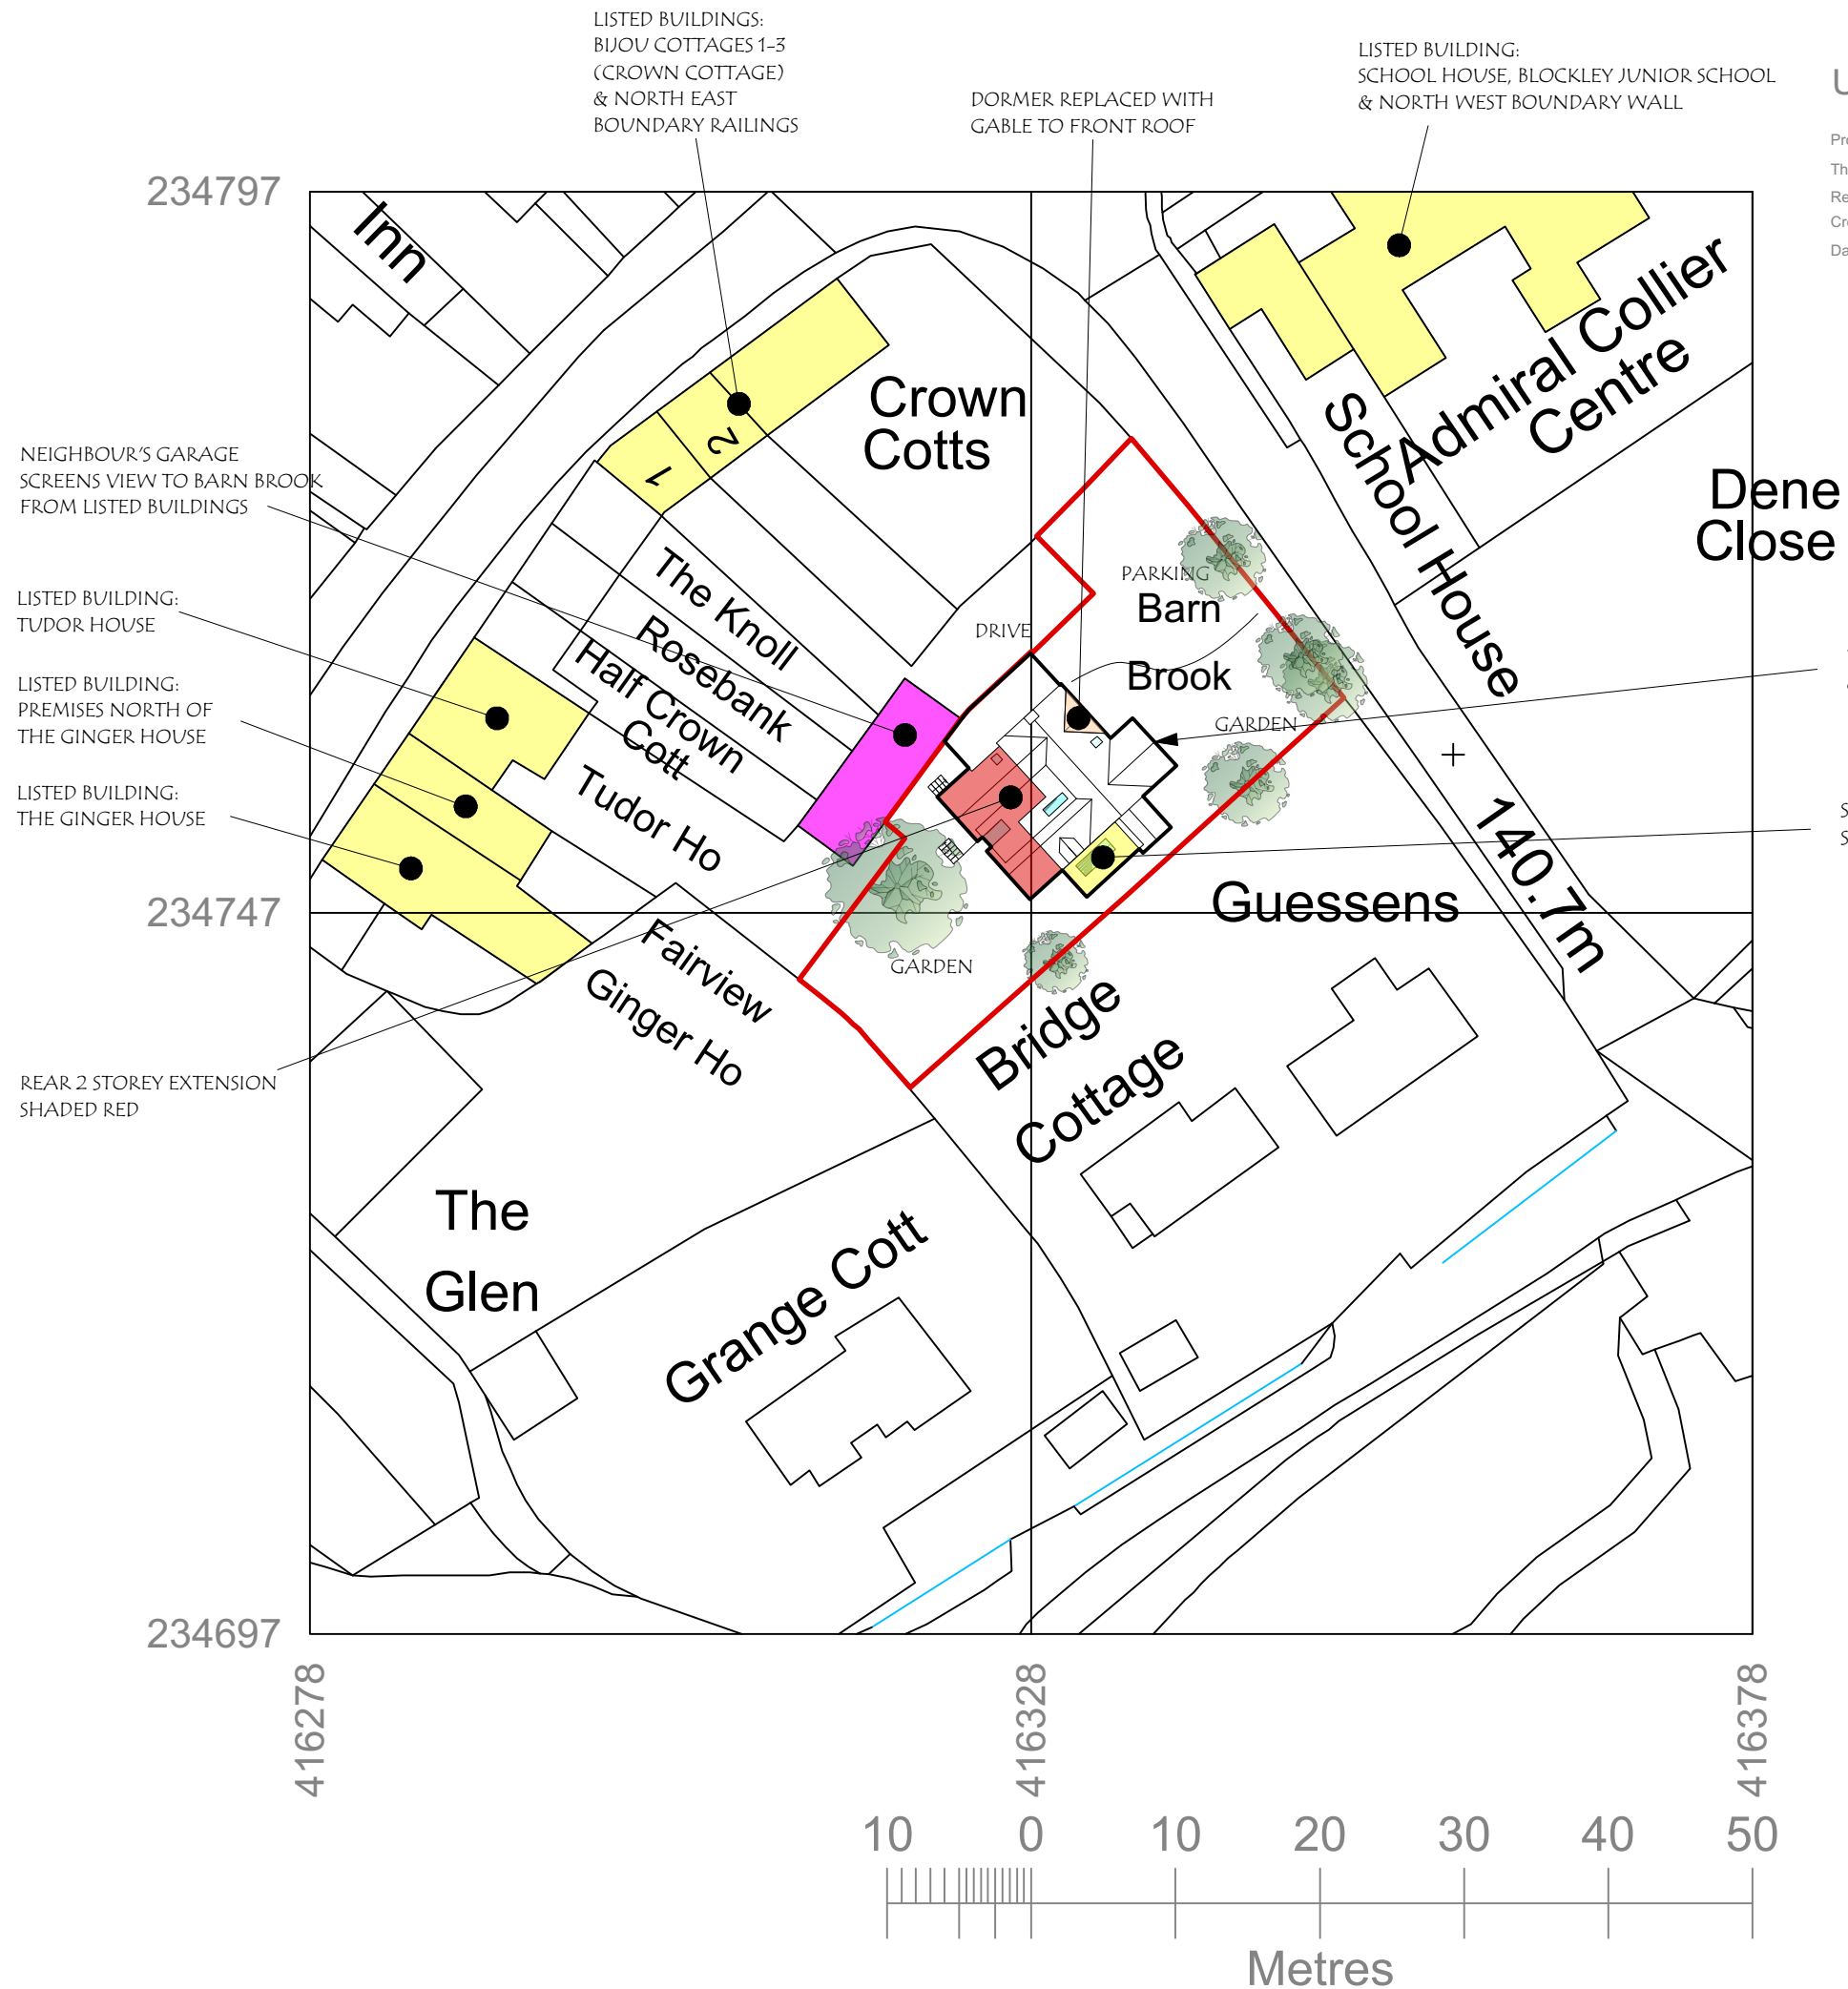 LISTED BUILDINGS:
BIJOU COTTAGES 1-3
(CROWN COTTAGE)
& NORTH EAST
BOUNDARY RAILINGS
DORMER REPLACED WITH
GABLE TO FRONT ROOF
LISTED BUILDING:
SCHOOL HOUSE, BLOCKLEY JUNIOR SCHOOL
& NORTH WEST BOUNDARY WALL
234797
Inn
Admiral Collier
Centre
Crown
Cotts
2
1
School House
Dene
Close
NEIGHBOUR'S GARAGE
SCREENS VIEW TO BARN BROOK
FROM LISTED BUILDINGS
LISTED BUILDING:
TUDOR HOUSE
LISTED BUILDING:
PREMISES NORTH OF
THE GINGER HOUSE
LISTED BUILDING:
THE GINGER HOUSE
The Knoll
Rosebank
Half Crown
Cott
Tudor Ho
PARKING
Barn
DRIVE
Brook
GARDEN
140.7m
Guessens
234747
Fairview
Ginger Ho
GARDEN
Bridge
Cottage
REAR 2 STOREY EXTENSION
SHADED RED
The
Glen
Grange Cott
234697
416278
416328
416378
10 0 10 20 30 40 50
Metres